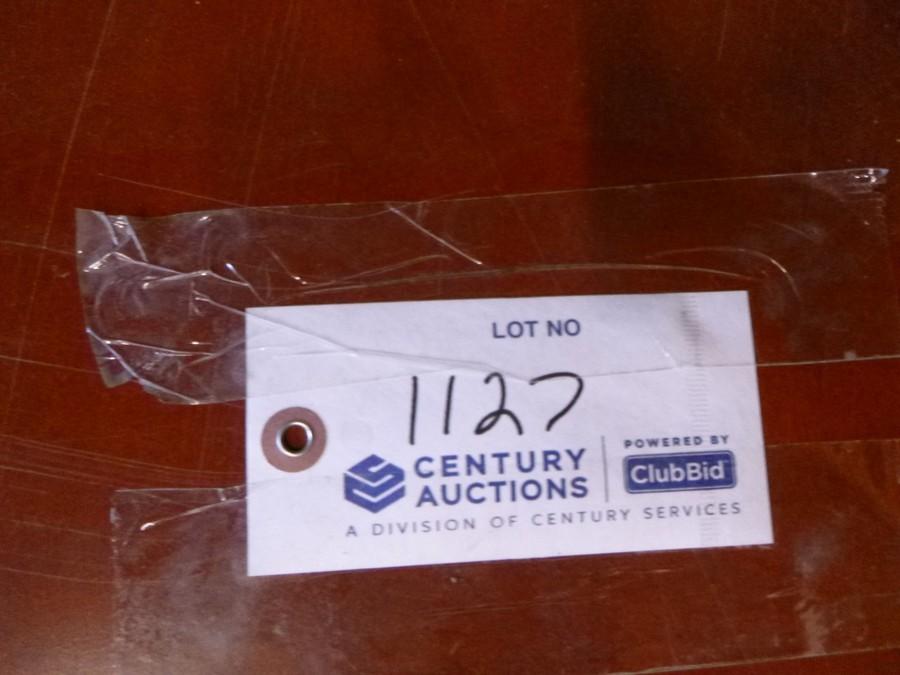 LOT NO
1127
CENTURY AUCTIONS
POWERED BY
ClubBid
A DIVISION OF CENTURY SERVICES